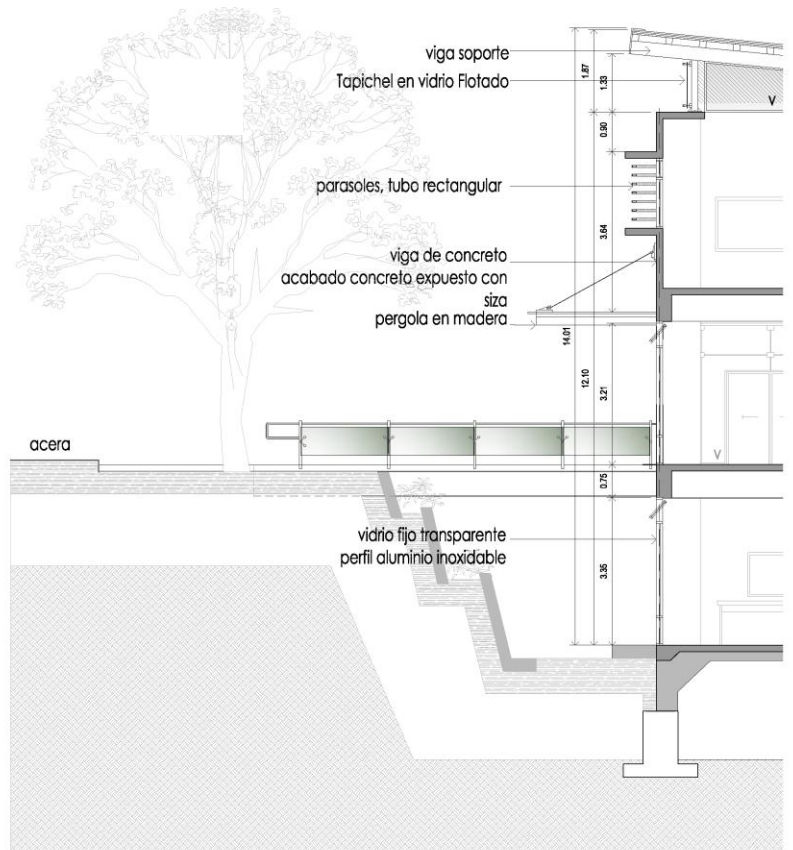 viga soporte
Tapichel en vidrio Flotado
1.87
1.33
V
0.90
parasoles, tubo rectangular
3.64
viga de concreto
acabado concreto expuesto con
siza
pergola en madera
14.01
12.10
3.21
acera
V
0.75
vidrio fijo transparente
perfil aluminio inoxidable
3.35